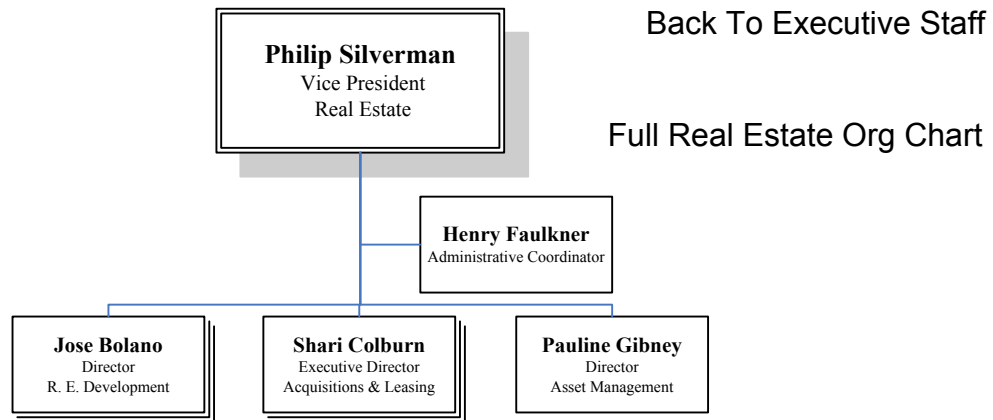 Back To Executive Staff
Philip Silverman
Vice President
Real Estate
Full Real Estate Org Chart
Henry Faulkner
Administrative Coordinator
Jose Bolano
Director
R. E. Development
Shari Colburn
Executive Director
Acquisitions & Leasing
Pauline Gibney
Director
Asset Management